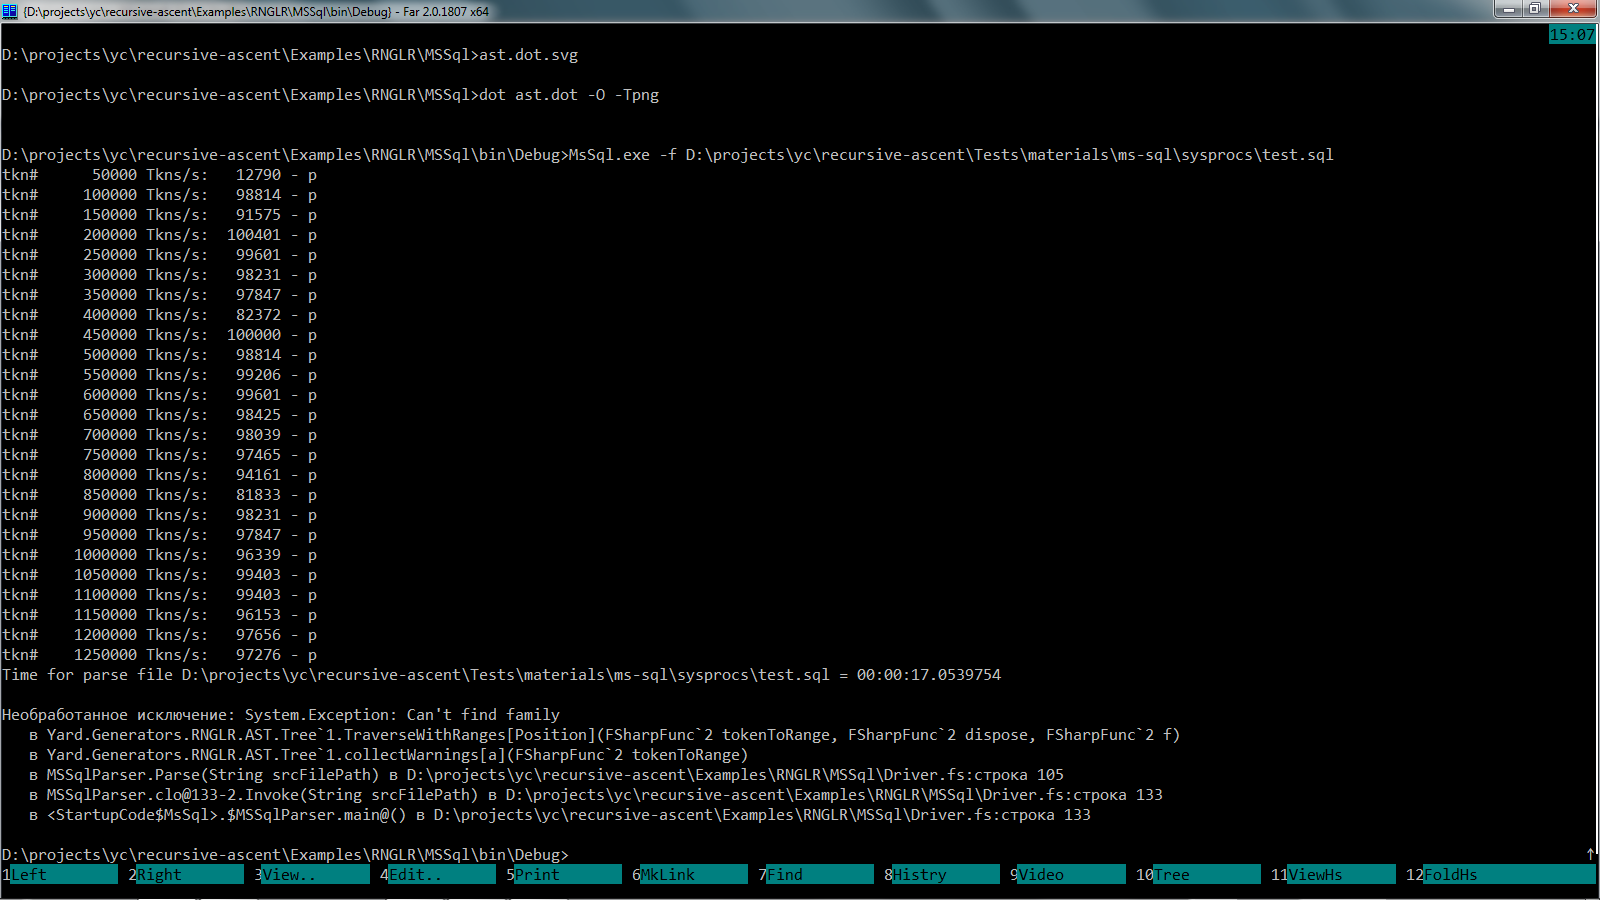 {D:\projects\yc\recursive-ascent\Examples\RNGLR\MSSql\bin\Debug} - Far 2.0.1807 x64
15:07
D:\projects\yc\recursive-ascent\Examples\RNGLR\MSSql>ast.dot.svg
D:\projects\yc\recursive-ascent\Examples\RNGLR\MSSql>dot ast.dot -O -Tpng
D:\projects\yc\recursive-ascent\Examples\RNGLR\MSSql\bin\Debug>MsSql.exe -f D:\projects\yc\recursive-ascent\Tests\materials\ms-sql\sysprocs\test.sql
tkn#      50000 Tkns/s:   12790 - p
tkn#     100000 Tkns/s:   98814 - p
tkn#     150000 Tkns/s:   91575 - p
tkn#     200000 Tkns/s:  100401 - p
tkn#     250000 Tkns/s:   99601 - p
tkn#     300000 Tkns/s:   98231 - p
tkn#     350000 Tkns/s:   97847 - p
tkn#     400000 Tkns/s:   82372 - p
tkn#     450000 Tkns/s:  100000 - p
tkn#     500000 Tkns/s:   98814 - p
tkn#     550000 Tkns/s:   99206 - p
tkn#     600000 Tkns/s:   99601 - p
tkn#     650000 Tkns/s:   98425 - p
tkn#     700000 Tkns/s:   98039 - p
tkn#     750000 Tkns/s:   97465 - p
tkn#     800000 Tkns/s:   94161 - p
tkn#     850000 Tkns/s:   81833 - p
tkn#     900000 Tkns/s:   98231 - p
tkn#     950000 Tkns/s:   97847 - p
tkn#    1000000 Tkns/s:   96339 - p
tkn#    1050000 Tkns/s:   99403 - p
tkn#    1100000 Tkns/s:   99403 - p
tkn#    1150000 Tkns/s:   96153 - p
tkn#    1200000 Tkns/s:   97656 - p
tkn#    1250000 Tkns/s:   97276 - p
Time for parse file D:\projects\yc\recursive-ascent\Tests\materials\ms-sql\sysprocs\test.sql = 00:00:17.0539754
Необработанное исключение: System.Exception: Can't find family
   в Yard.Generators.RNGLR.AST.Tree`1.TraverseWithRanges[Position](FSharpFunc`2 tokenToRange, FSharpFunc`2 dispose, FSharpFunc`2 f)
   в Yard.Generators.RNGLR.AST.Tree`1.collectWarnings[a](FSharpFunc`2 tokenToRange)
   в MSSqlParser.Parse(String srcFilePath) в D:\projects\yc\recursive-ascent\Examples\RNGLR\MSSql\Driver.fs:строка 105
   в MSSqlParser.clo@133-2.Invoke(String srcFilePath) в D:\projects\yc\recursive-ascent\Examples\RNGLR\MSSql\Driver.fs:строка 133
   в <StartupCode$MsSql>.$MSSqlParser.main@() в D:\projects\yc\recursive-ascent\Examples\RNGLR\MSSql\Driver.fs:строка 133
D:\projects\yc\recursive-ascent\Examples\RNGLR\MSSql\bin\Debug>
1Left 2Right 3View.. 4Edit.. 5Print 6MkLink 7Find 8Histry 9Video 10Tree 11ViewHs 12FoldHs